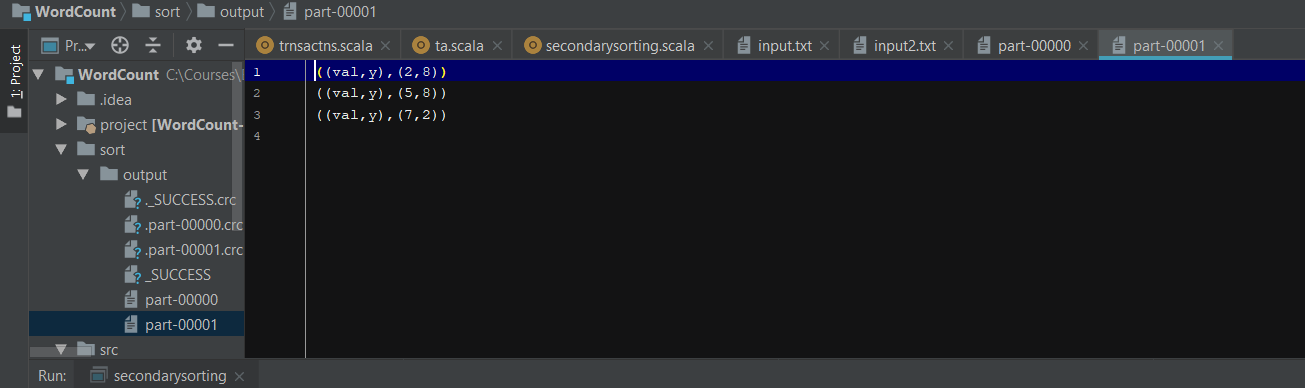 WordCount sort output part-00001
1: Project
Pr...
trnsactns.scala ta.scala secondarysorting.scala input.txt input2.txt part-00000 part-00001
WordCount C:\Courses\
.idea
project [WordCount-
sort
output
._SUCCESS.crc
.part-00000.crc
.part-00001.crc
_SUCCESS
part-00000
part-00001
src
1 ((val,y),(2,8))
2 ((val,y),(5,8))
3 ((val,y),(7,2))
4
Run: secondarysorting